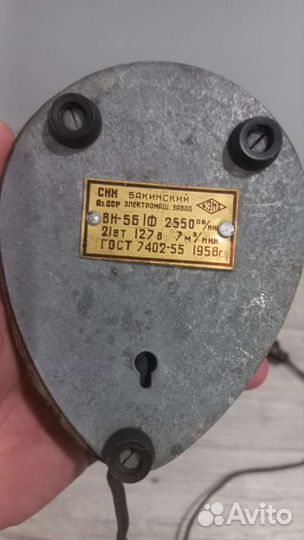 СНХ БАКИНСКИЙ
Аз.ССР ЭЛЕКТРОМАШ. ЗАВОД БЭМЗ
ВН-5б 1Ф 2550 об/мин
21вт 127в 7м³/мин
ГОСТ 7402-55 1958г.
Avito